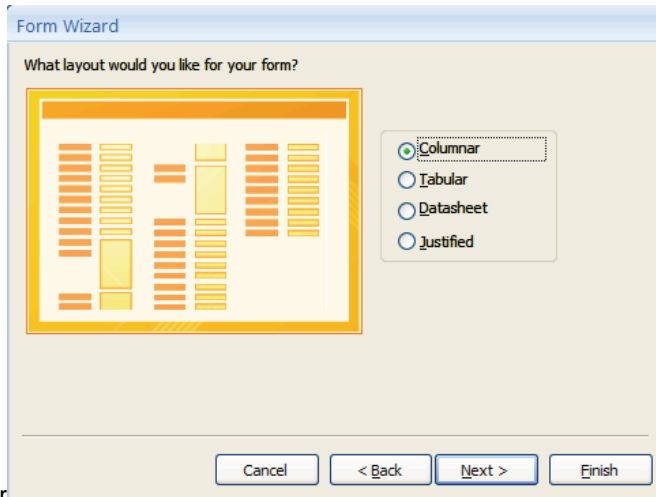 Form Wizard
What layout would you like for your form?
Columnar
Tabular
Datasheet
Justified
Cancel
< Back
Next >
Finish
r